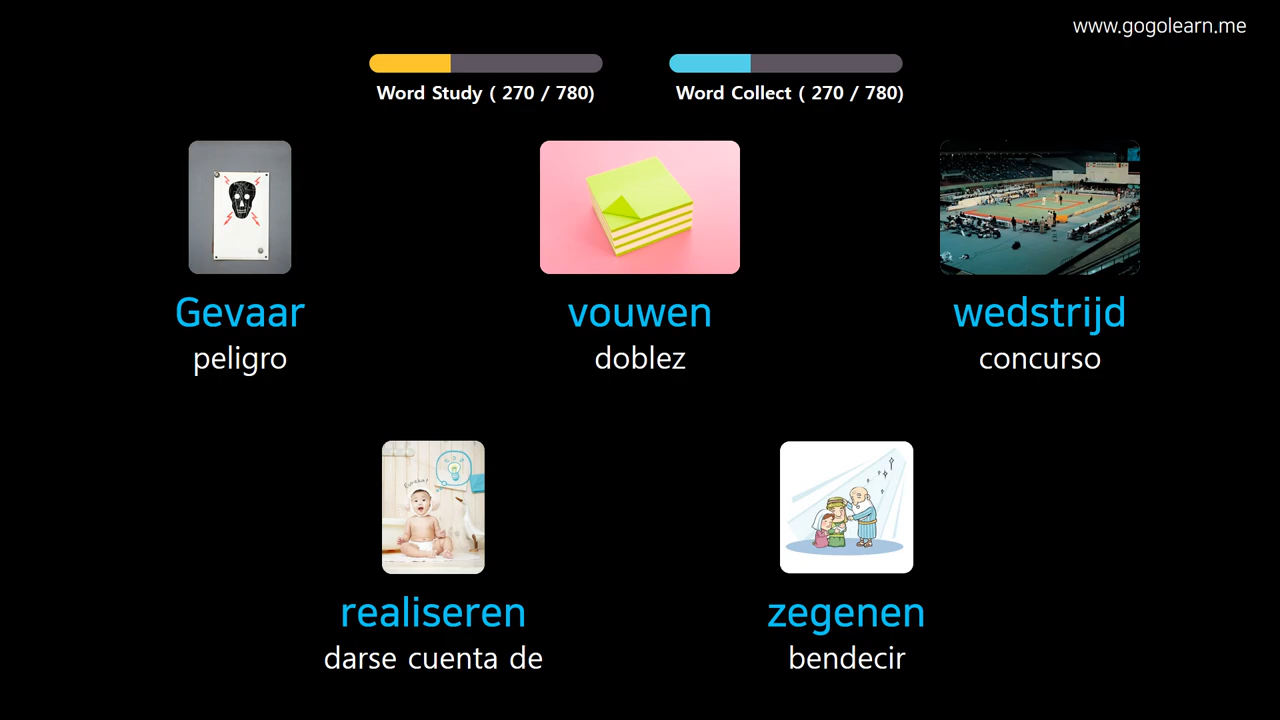 www.gogolearn.me
Word Study ( 270 / 780)
Word Collect ( 270 / 780)
Gevaar
peligro
vouwen
doblez
wedstrijd
concurso
Eureka!
realiseren
darse cuenta de
zegenen
bendecir